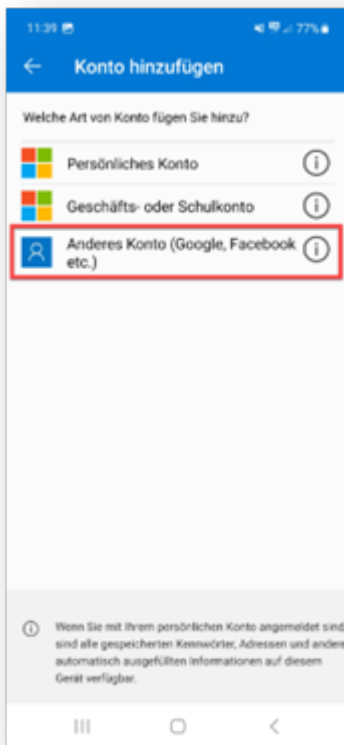 11:39 77%
Konto hinzufügen
Welche Art von Konto fügen Sie hinzu?
Persönliches Konto
Geschäfts- oder Schulkonto
Anderes Konto (Google, Facebook
etc.)
Wenn Sie mit Ihrem persönlichen Konto angemeldet sind
sind alle gespeicherten Kennwörter, Adressen und andere
automatisch ausgefüllten Informationen auf diesem
Gerät verfügbar.